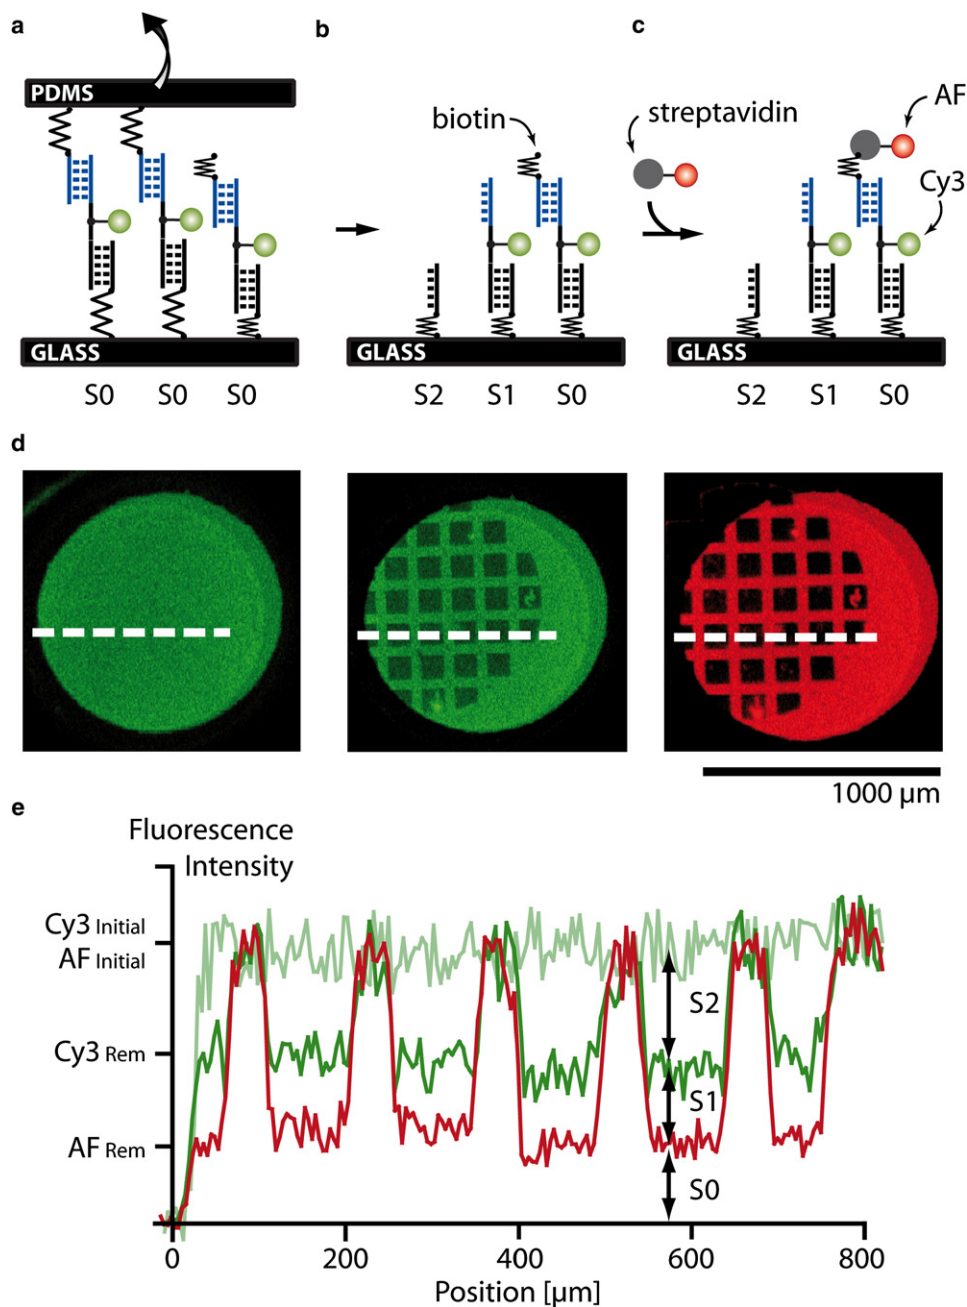 a
b
c
PDMS
biotin
streptavidin
AF
Cy3
GLASS
GLASS
GLASS
S0 S0 S0
S2 S1 S0
S2 S1 S0
d
1000 µm
e
Fluorescence
Intensity
Cy3 Initial
AF Initial
Cy3 Rem
AF Rem
S2
S1
S0
0 200 400 600 800
Position [µm]